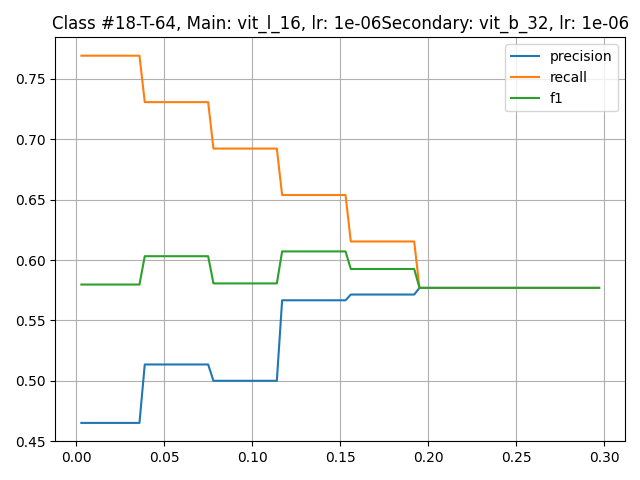 Class #18-T-64, Main: vit_l_16, lr: 1e-06Secondary: vit_b_32, lr: 1e-06
precision
recall
f1
0.75
0.70
0.65
0.60
0.55
0.50
0.45
0.00 0.05 0.10 0.15 0.20 0.25 0.30